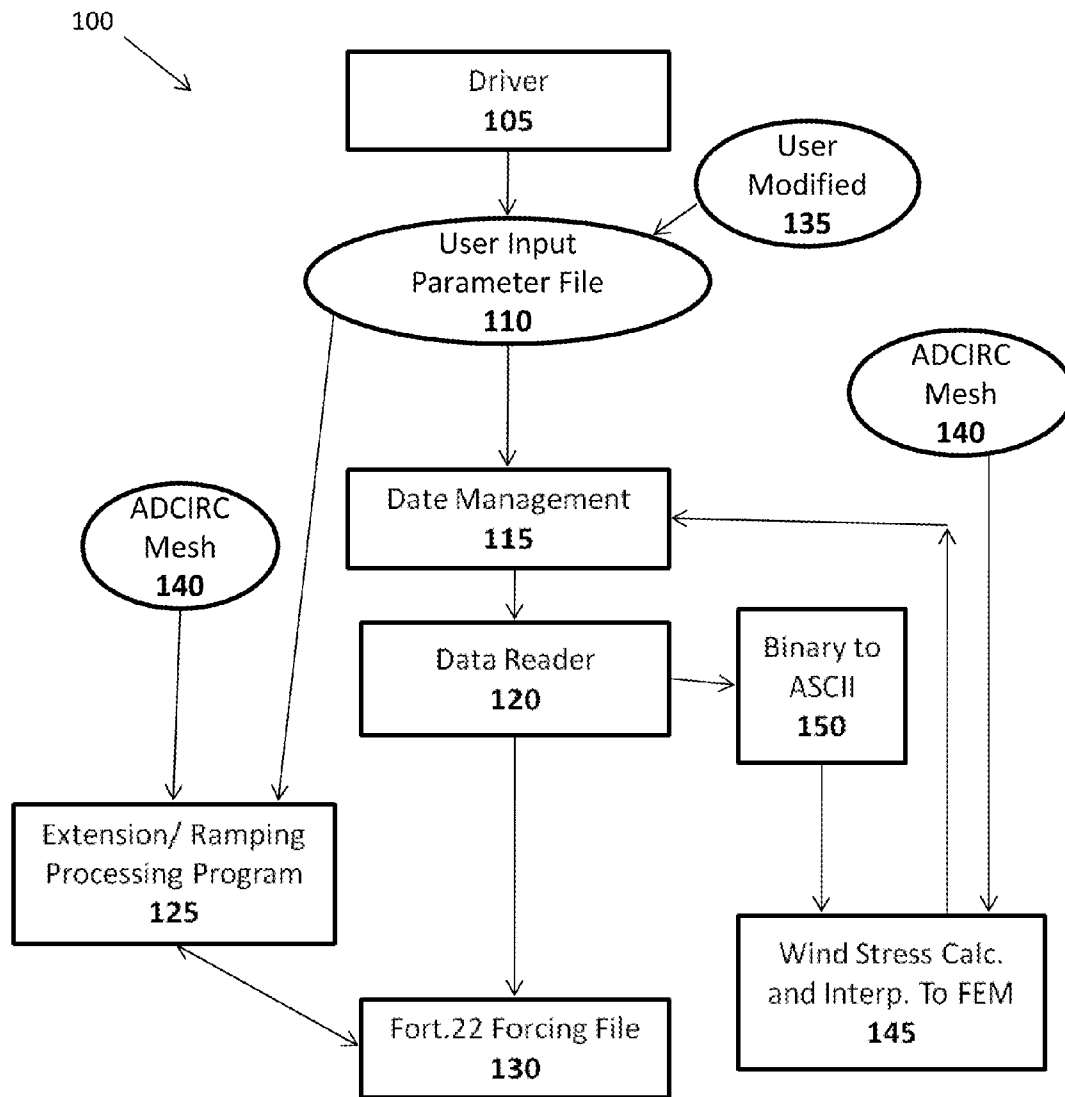 100
Driver
105
User
Modified
135
User Input
Parameter File
110
ADCIRC
Mesh
140
Date Management
115
ADCIRC
Mesh
140
Data Reader
120
Binary to
ASCII
150
Extension/ Ramping
Processing Program
125
Wind Stress Calc.
and Interp. To FEM
145
Fort.22 Forcing File
130